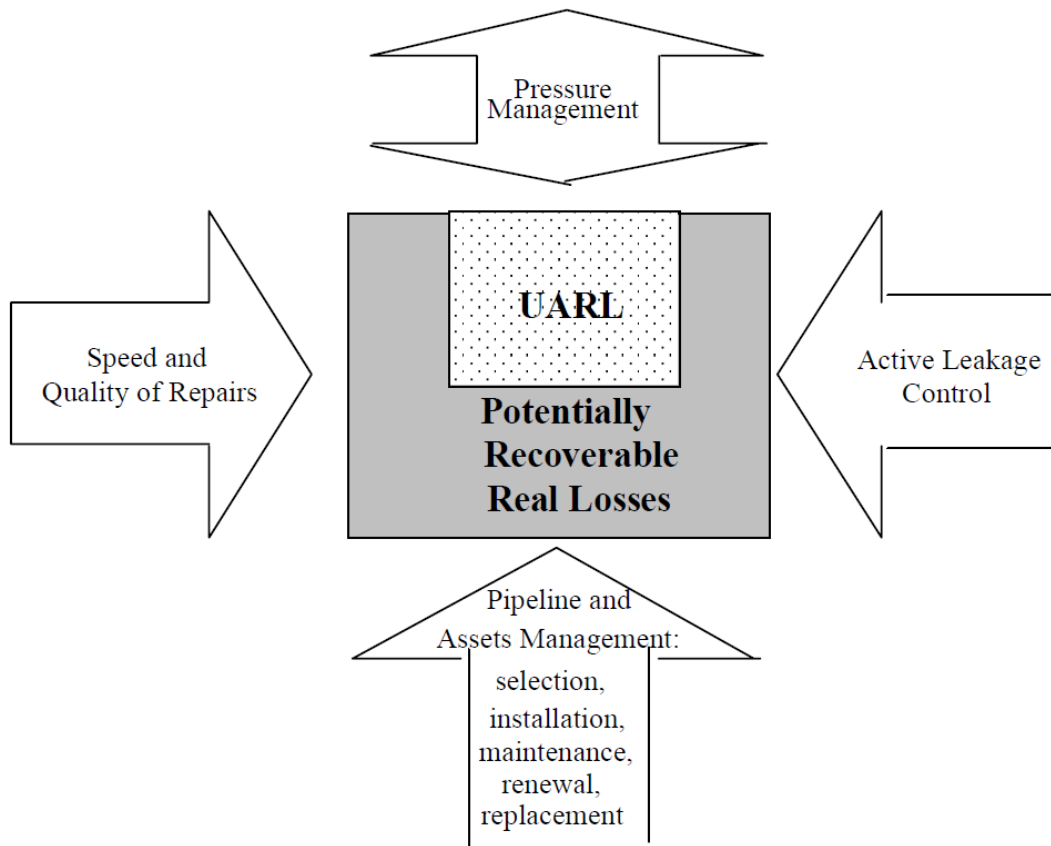 Pressure
Management
UARL
Speed and
Quality of Repairs
Active Leakage
Control
Potentially
Recoverable
Real Losses
Pipeline and
Assets Management:
selection,
installation,
maintenance,
renewal,
replacement